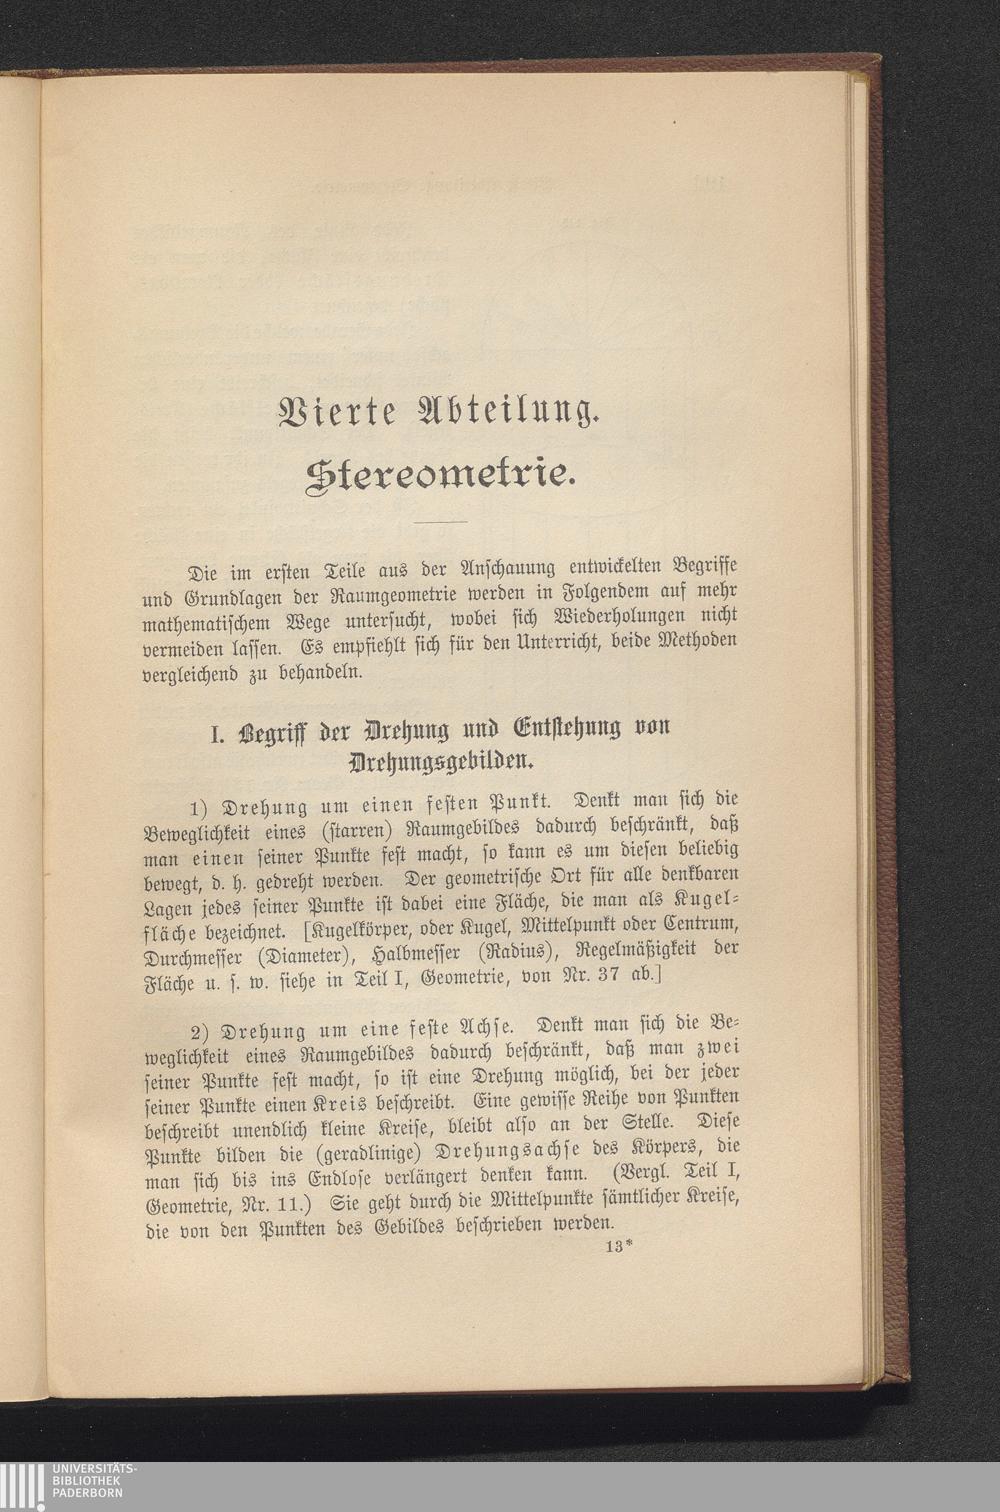 Vierte Abteilung.
Stereometrie.
Die im ersten Teile aus der Anschauung entwickelten Begriffe
und Grundlagen der Raumgeometrie werden in Folgendem auf mehr
mathematischem Wege untersucht, wobei sich Wiederholungen nicht
vermeiden lassen. Es empfiehlt sich für den Unterricht, beide Methoden
vergleichend zu behandeln.
I. Begriff der Drehung und Entstehung von
Drehungsgebilden.
1) Drehung um einen festen Punkt. Denkt man sich die
Beweglichkeit eines (starren) Raumgebildes dadurch beschränkt, daß
man einen seiner Punkte fest macht, so kann es um diesen beliebig
bewegt, d. h. gedreht werden. Der geometrische Ort für alle denkbaren
Lagen jedes seiner Punkte ist dabei eine Fläche, die man als Kugel-
fläche bezeichnet. [Kugelkörper, oder Kugel, Mittelpunkt oder Centrum,
Durchmesser (Diameter), Halbmesser (Radius), Regelmäßigkeit der
Fläche u. s. w. siehe in Teil I, Geometrie, von Nr. 37 ab.]
2) Drehung um eine feste Achse. Denkt man sich die Be-
weglichkeit eines Raumgebildes dadurch beschränkt, daß man zwei
seiner Punkte fest macht, so ist eine Drehung möglich, bei der jeder
seiner Punkte einen Kreis beschreibt. Eine gewisse Reihe von Punkten
beschreibt unendlich kleine Kreise, bleibt also an der Stelle. Diese
Punkte bilden die (geradlinige) Drehungsachse des Körpers, die
man sich bis ins Endlose verlängert denken kann. (Vergl. Teil I,
Geometrie, Nr. 11.) Sie geht durch die Mittelpunkte sämtlicher Kreise,
die von den Punkten des Gebildes beschrieben werden.
13*
UNIVERSITÄTS-
BIBLIOTHEK
PADERBORN